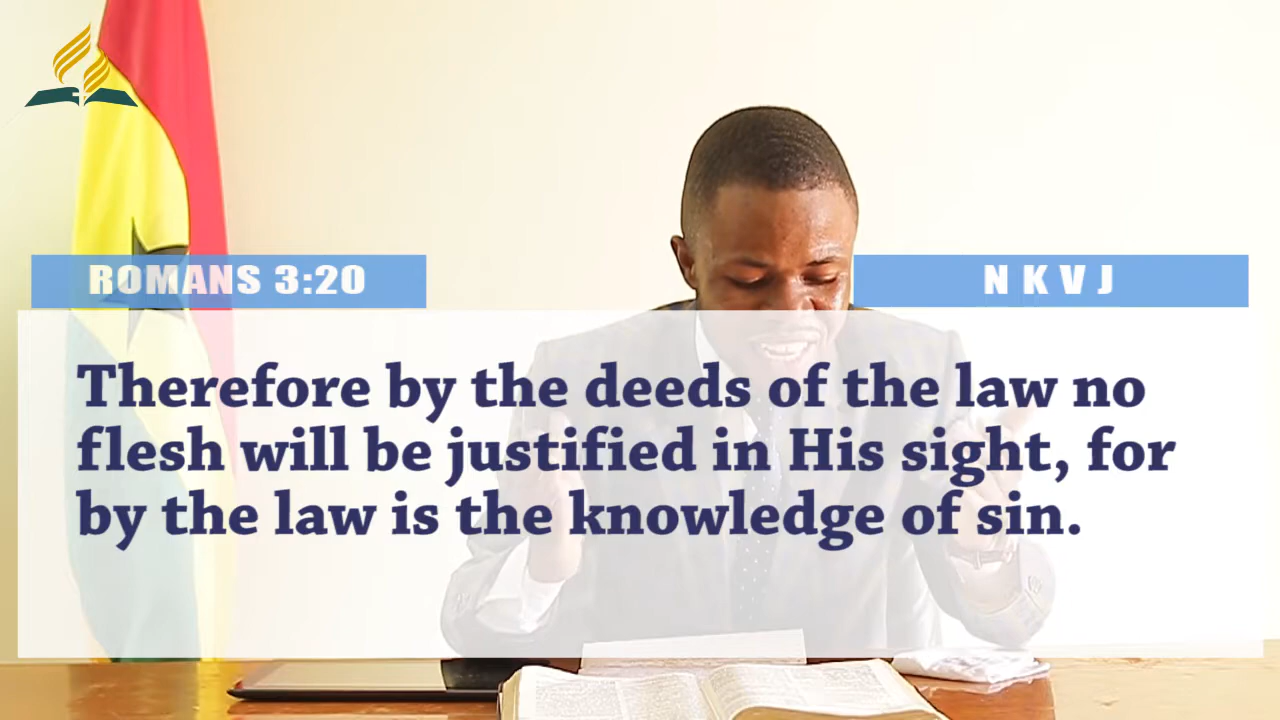 ROMANS 3:20
NKVJ
Therefore by the deeds of the law no
flesh will be justified in His sight, for
by the law is the knowledge of sin.